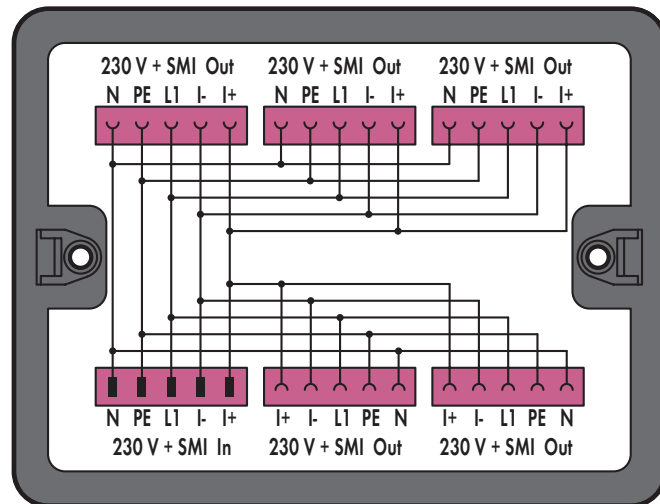 230 V + SMI Out 230 V + SMI Out 230 V + SMI Out
N PE L1 I- I+ N PE L1 I- I+ N PE L1 I- I+
N PE L1 I- I+ I+ I- L1 PE N I+ I- L1 PE N
230 V + SMI In 230 V + SMI Out 230 V + SMI Out